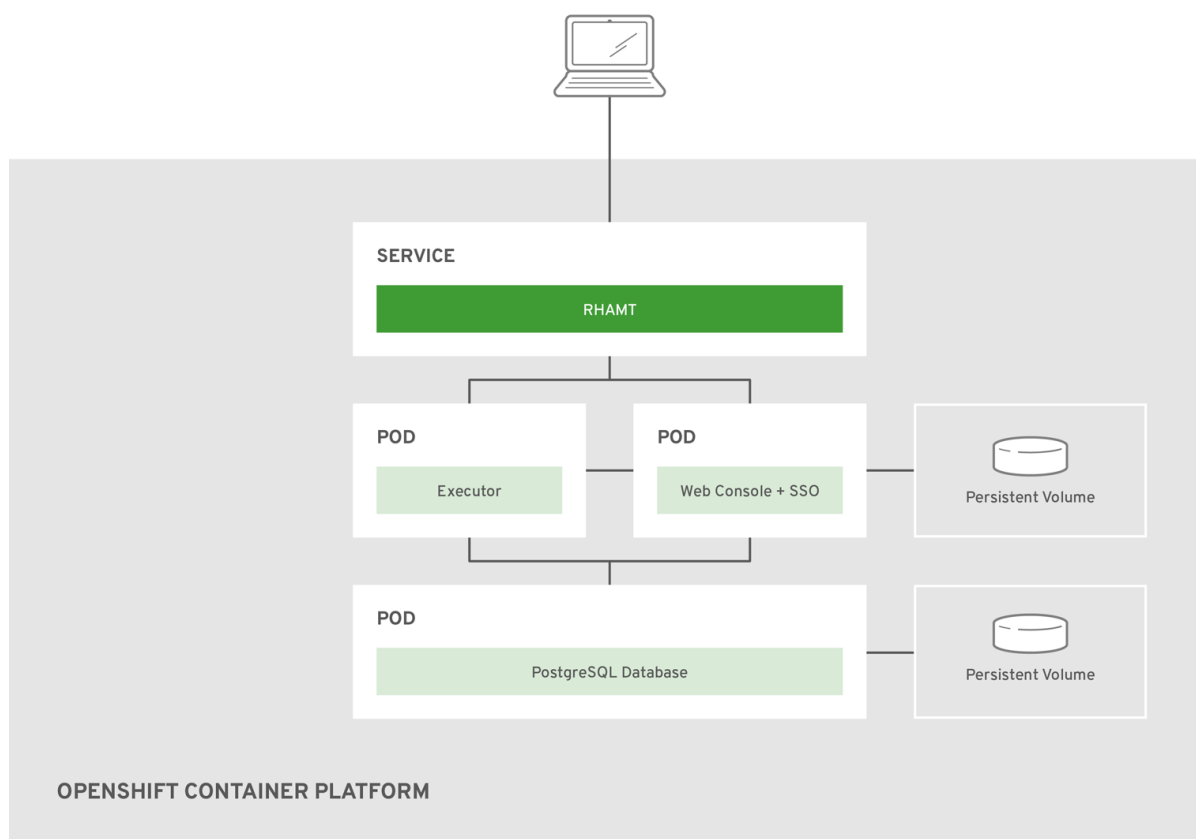 SERVICE
RHAMT
POD
Executor
POD
Web Console + SSO
Persistent Volume
POD
PostgreSQL Database
Persistent Volume
OPENSHIFT CONTAINER PLATFORM